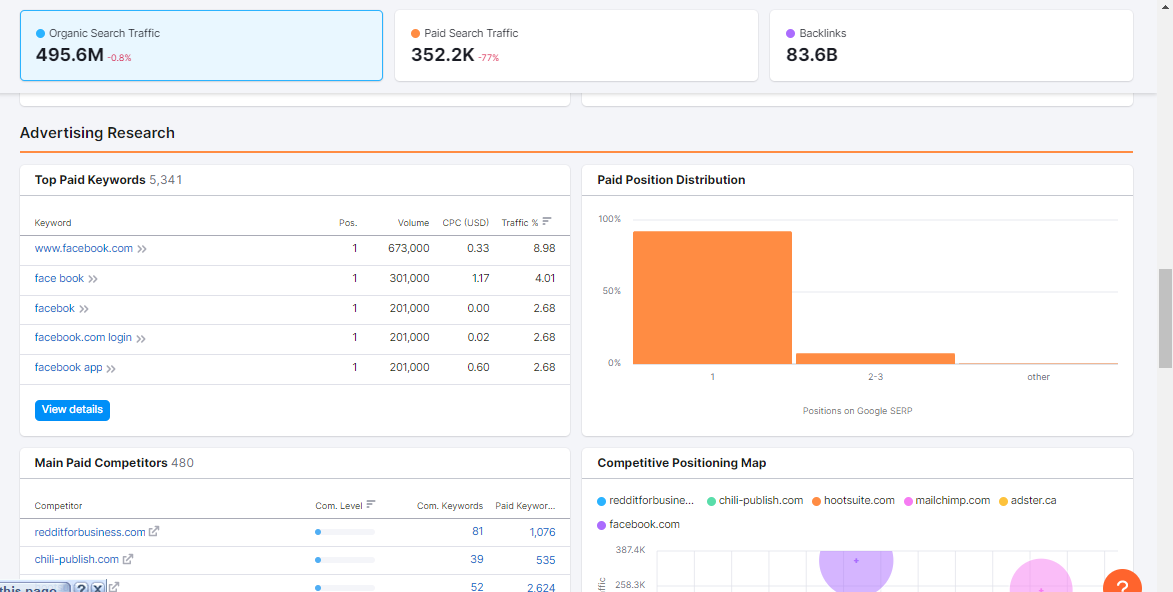 Organic Search Traffic
495.6M -0.8%
Paid Search Traffic
352.2K -77%
Backlinks
83.6B
Advertising Research
Top Paid Keywords 5,341
Keyword Pos. Volume CPC (USD) Traffic %
www.facebook.com 1 673,000 0.33 8.98
face book 1 301,000 1.17 4.01
facebok 1 201,000 0.00 2.68
facebook.com login 1 201,000 0.02 2.68
facebook app 1 201,000 0.60 2.68
View details
Paid Position Distribution
100%
50%
0%
1 2-3 other
Positions on Google SERP
Main Paid Competitors 480
Competitor Com. Level Com. Keywords Paid Keywor...
redditforbusiness.com 81 1,076
chili-publish.com 39 535
52 2,624
Competitive Positioning Map
redditforbusine... chili-publish.com hootsuite.com mailchimp.com adster.ca
facebook.com
387.4K
258.3K
this page ? X
?